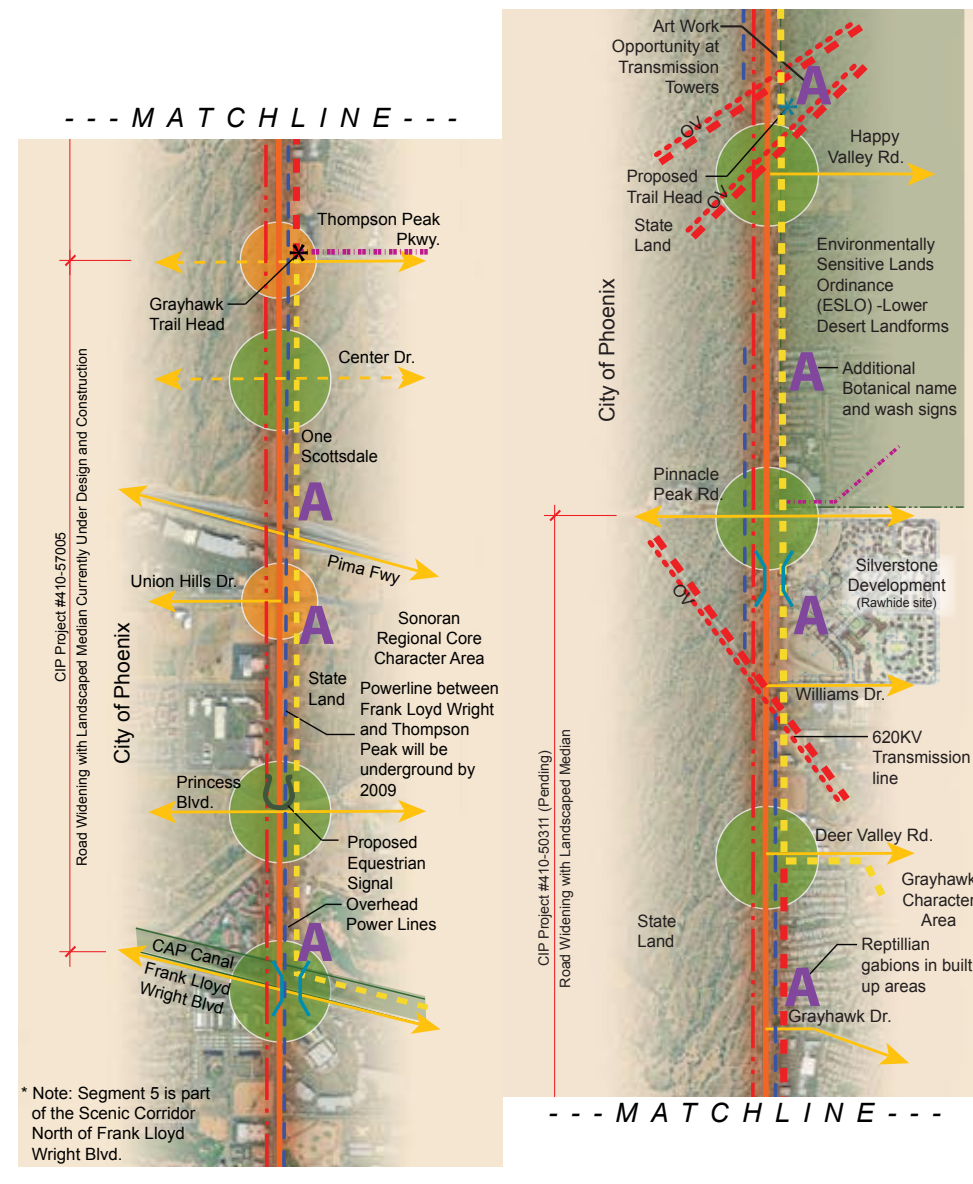 - - - M A T C H L I N E - - -
Thompson Peak
Pkwy.
Grayhawk
Trail Head
Center Dr.
One
Scottsdale
A
Pima Fwy
Union Hills Dr.
A
Sonoran
Regional Core
Character Area
State
Land
Powerline between
Frank Loyd Wright
and Thompson
Peak will be
underground by
2009
Princess
Blvd.
Proposed
Equestrian
Signal
Overhead
Power Lines
A
CAP Canal
Frank Lloyd
Wright Blvd
City of Phoenix
CIP Project #410-57005
Road Widening with Landscaped Median Currently Under Design and Construction
* Note: Segment 5 is part
of the Scenic Corridor
North of Frank Lloyd
Wright Blvd.
Art Work
Opportunity at
Transmission
Towers
A
OV
Happy
Valley Rd.
Proposed
Trail Head
OV
State
Land
Environmentally
Sensitive Lands
Ordinance
(ESLO) -Lower
Desert Landforms
City of Phoenix
A
Additional
Botanical name
and wash signs
Pinnacle
Peak Rd.
Silverstone
Development
(Rawhide site)
OV
A
Williams Dr.
620KV
Transmission
line
Deer Valley Rd.
Grayhawk
Character
Area
State
Land
Reptillian
gabions in built
up areas
A
Grayhawk Dr.
CIP Project #410-50311 (Pending)
Road Widening with Landscaped Median
- - - M A T C H L I N E - - -